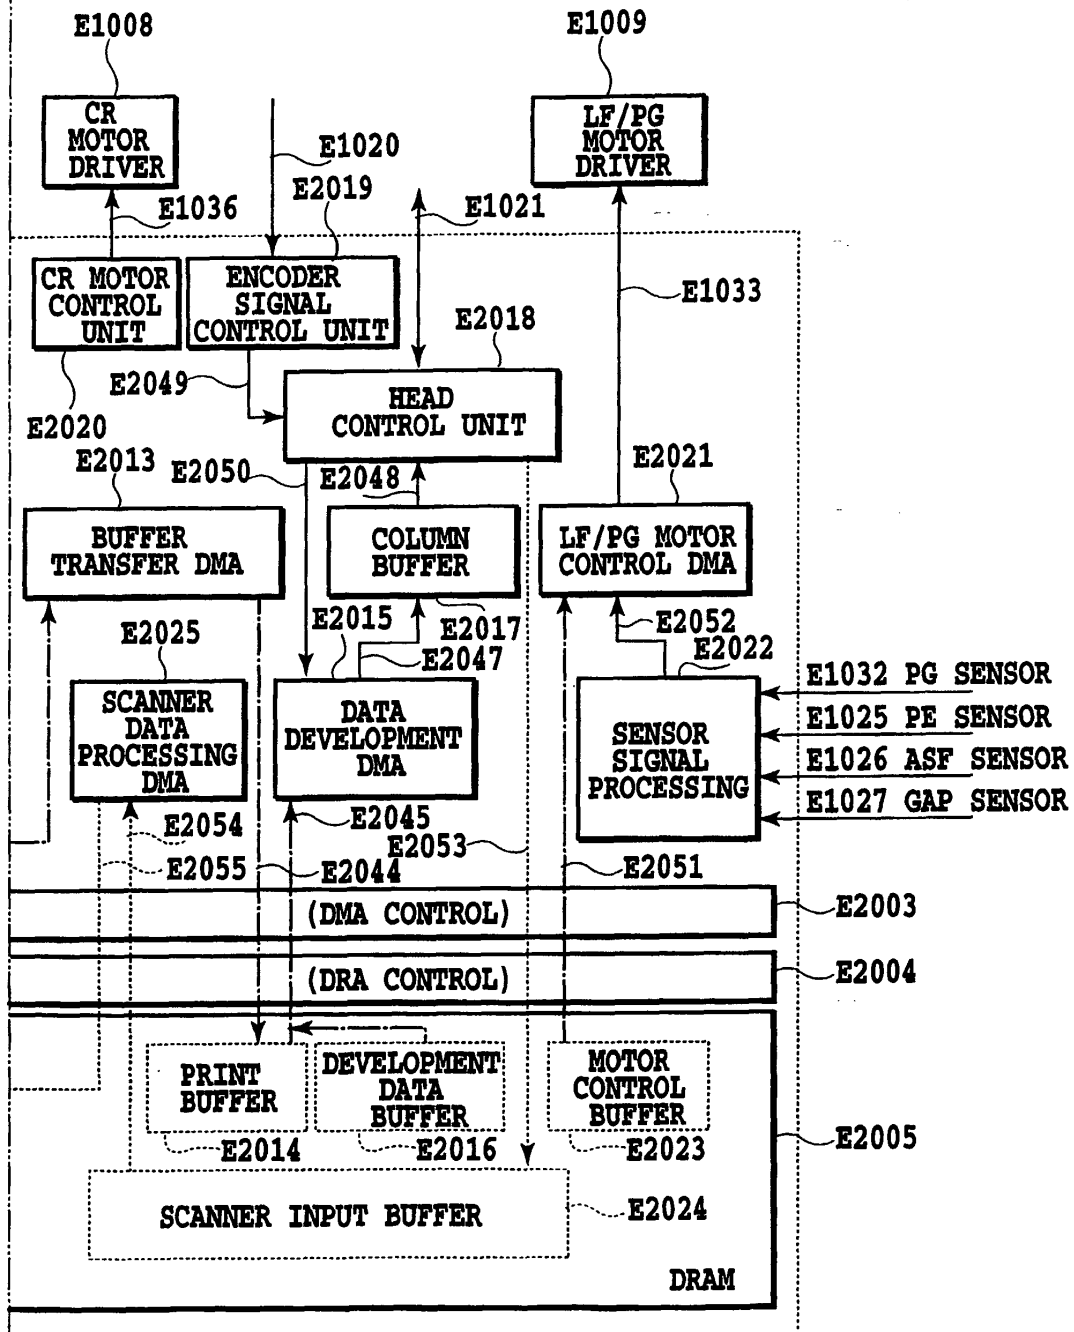 E1008
E1009
CR
MOTOR
DRIVER
LF/PG
MOTOR
DRIVER
E1020
E2019
E1036
E1021
CR MOTOR
CONTROL
UNIT
ENCODER
SIGNAL
CONTROL UNIT
E1033
E2018
E2049
E2020
HEAD
CONTROL UNIT
E2013
E2050
E2048
E2021
BUFFER
TRANSFER DMA
COLUMN
BUFFER
LF/PG MOTOR
CONTROL DMA
E2025
E2015
E2017
E2052
E2047
E2022
SCANNER
DATA
PROCESSING
DMA
DATA
DEVELOPMENT
DMA
SENSOR
SIGNAL
PROCESSING
E1032 PG SENSOR
E1025 PE SENSOR
E1026 ASF SENSOR
E1027 GAP SENSOR
E2054
E2045
E2053
E2055
E2044
E2051
(DMA CONTROL)
E2003
(DRA CONTROL)
E2004
PRINT
BUFFER
DEVELOPMENT
DATA
BUFFER
MOTOR
CONTROL
BUFFER
E2014
E2016
E2023
E2005
SCANNER INPUT BUFFER
E2024
DRAM